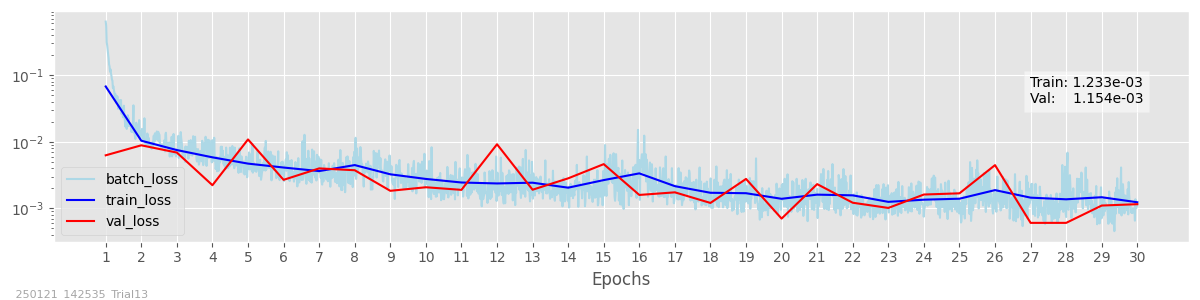 10⁻¹
10⁻²
10⁻³
Train: 1.233e-03
Val: 1.154e-03
batch_loss
train_loss
val_loss
1 2 3 4 5 6 7 8 9 10 11 12 13 14 15 16 17 18 19 20 21 22 23 24 25 26 27 28 29 30
Epochs
250121_142535_Trial13